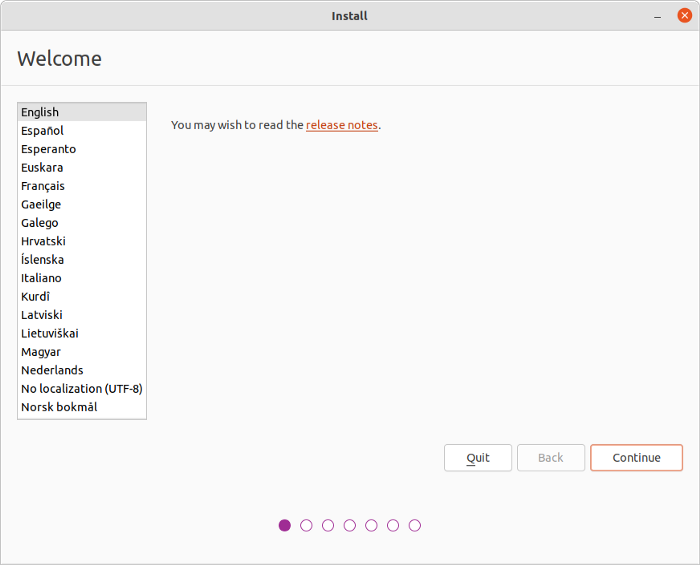 Install
Welcome
English
Español
Esperanto
Euskara
Français
Gaeilge
Galego
Hrvatski
Íslenska
Italiano
Kurdî
Latviski
Lietuviškai
Magyar
Nederlands
No localization (UTF-8)
Norsk bokmål
You may wish to read the release notes.
Quit
Back
Continue